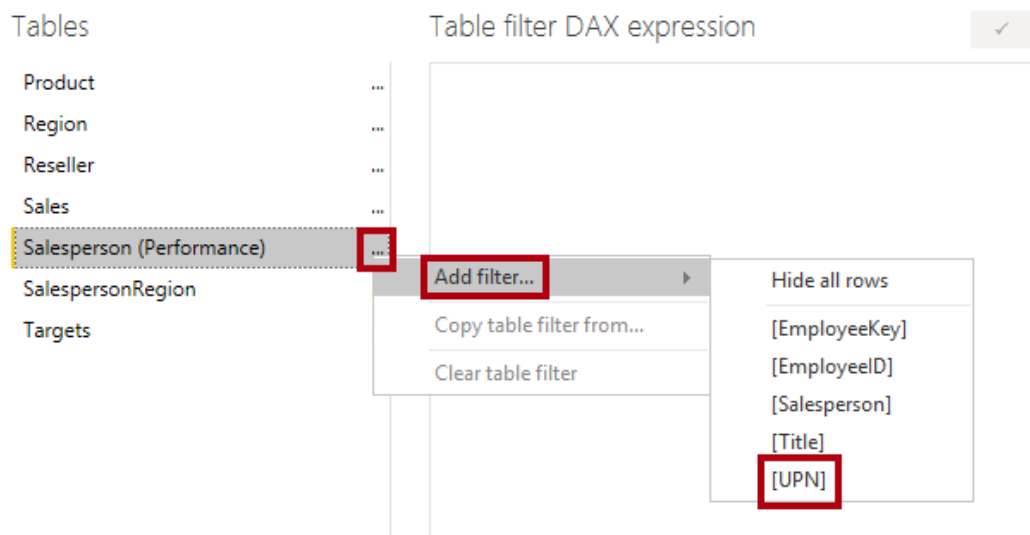 Tables
Table filter DAX expression
Product ...
Region ...
Reseller ...
Sales ...
Salesperson (Performance) ...
SalespersonRegion
Targets
Add filter...
Copy table filter from...
Clear table filter
Hide all rows
[EmployeeKey]
[EmployeeID]
[Salesperson]
[Title]
[UPN]